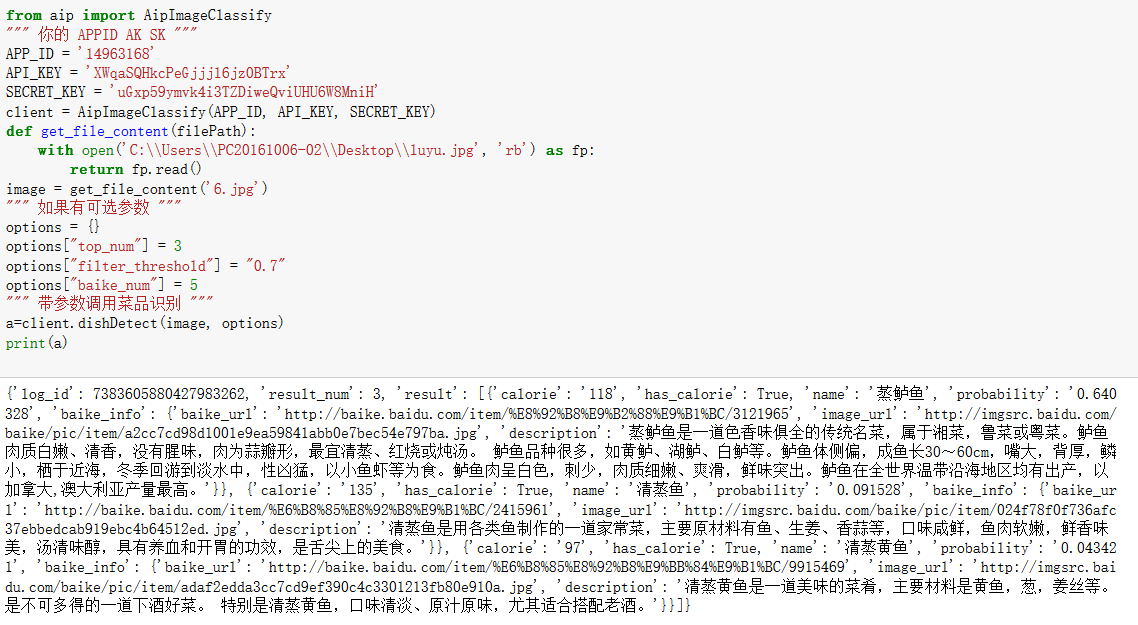 from aip import AipImageClassify
""" 你的 APPID AK SK """
APP_ID = '14963168'
API_KEY = 'XWqaSQHkcPeGjjj16jz0BTrx'
SECRET_KEY = 'uGxp59ymvk4i3TZDiweQviUHU6W8MniH'
client = AipImageClassify(APP_ID, API_KEY, SECRET_KEY)
def get_file_content(filePath):
    with open('C:\\Users\\PC20161006-02\\Desktop\\luyu.jpg', 'rb') as fp:
        return fp.read()
image = get_file_content('6.jpg')
""" 如果有可选参数 """
options = {}
options["top_num"] = 3
options["filter_threshold"] = "0.7"
options["baike_num"] = 5
""" 带参数调用菜品识别 """
a=client.dishDetect(image, options)
print(a)
{'log_id': 7383605880427983262, 'result_num': 3, 'result': [{'calorie': '118', 'has_calorie': True, 'name': '蒸鲈鱼', 'probability': '0.640
328', 'baike_info': {'baike_url': 'http://baike.baidu.com/item/%E8%92%B8%E9%B2%88%E9%B1%BC/3121965', 'image_url': 'http://imgsrc.baidu.com/
baike/pic/item/a2cc7cd98d1001e9ea59841abb0e7bec54e797ba.jpg', 'description': '蒸鲈鱼是一道色香味俱全的传统名菜，属于湘菜，鲁菜或粤菜。鲈鱼
肉质白嫩、清香，没有腥味，肉为蒜瓣形，最宜清蒸、红烧或炖汤。 鲈鱼品种很多，如黄鲈、湖鲈、白鲈等。鲈鱼体侧偏，成鱼长30～60cm，嘴大，背厚，鳞
小，栖于近海，冬季回游到淡水中，性凶猛，以小鱼虾等为食。鲈鱼肉呈白色，刺少，肉质细嫩、爽滑，鲜味突出。鲈鱼在全世界温带沿海地区均有出产，以
加拿大,澳大利亚产量最高。'}}, {'calorie': '135', 'has_calorie': True, 'name': '清蒸鱼', 'probability': '0.091528', 'baike_info': {'baike_ur
l': 'http://baike.baidu.com/item/%E6%B8%85%E8%92%B8%E9%B1%BC/2415961', 'image_url': 'http://imgsrc.baidu.com/baike/pic/item/024f78f0f736afc
37ebbedcab919ebc4b64512ed.jpg', 'description': '清蒸鱼是用各类鱼制作的一道家常菜，主要原材料有鱼、生姜、香蒜等，口味咸鲜，鱼肉软嫩，鲜香味
美，汤清味醇，具有养血和开胃的功效，是舌尖上的美食。'}}, {'calorie': '97', 'has_calorie': True, 'name': '清蒸黄鱼', 'probability': '0.04342
1', 'baike_info': {'baike_url': 'http://baike.baidu.com/item/%E6%B8%85%E8%92%B8%E9%BB%84%E9%B1%BC/9915469', 'image_url': 'http://imgsrc.bai
du.com/baike/pic/item/adaf2edda3cc7cd9ef390c4c3301213fb80e910a.jpg', 'description': '清蒸黄鱼是一道美味的菜肴，主要材料是黄鱼，葱，姜丝等。
是不可多得的一道下酒好菜。 特别是清蒸黄鱼，口味清淡、原汁原味，尤其适合搭配老酒。'}}]}